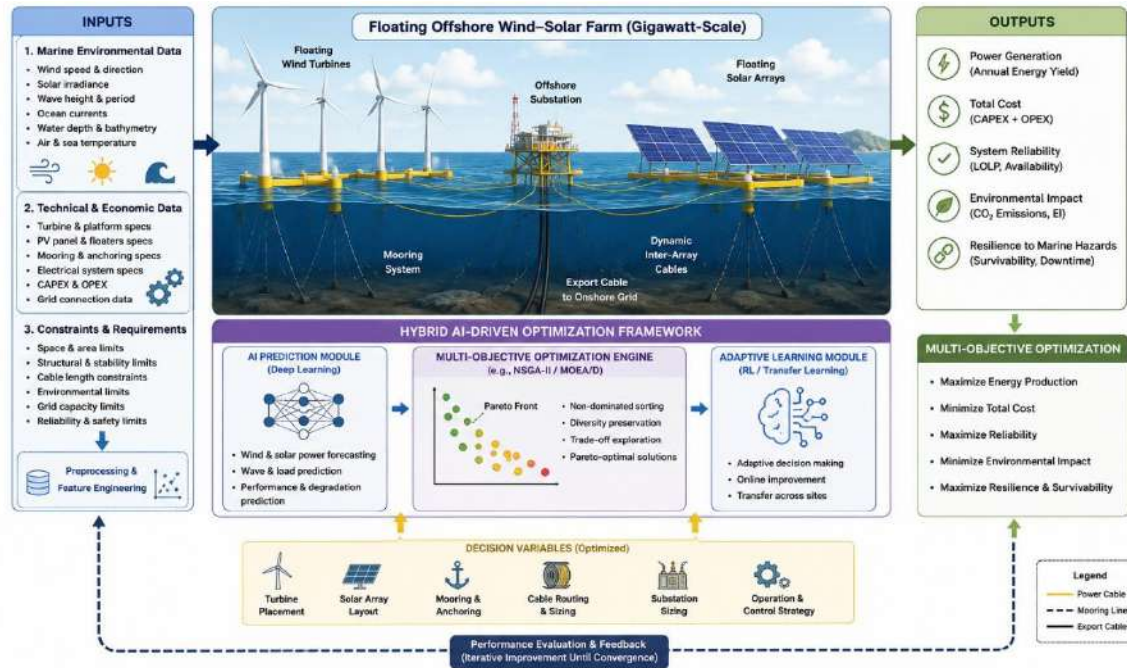 INPUTS
1. Marine Environmental Data
• Wind speed & direction
• Solar irradiance
• Wave height & period
• Ocean currents
• Water depth & bathymetry
• Air & sea temperature
2. Technical & Economic Data
• Turbine & platform specs
• PV panel & floaters specs
• Mooring & anchoring specs
• Electrical system specs
• CAPEX & OPEX
• Grid connection data
3. Constraints & Requirements
• Space & area limits
• Structural & stability limits
• Cable length constraints
• Environmental limits
• Grid capacity limits
• Reliability & safety limits
Preprocessing &
Feature Engineering
Floating Offshore Wind–Solar Farm (Gigawatt-Scale)
Floating
Wind Turbines
Offshore
Substation
Floating
Solar Arrays
Mooring
System
Dynamic
Inter-Array
Cables
Export Cable
to Onshore Grid
HYBRID AI-DRIVEN OPTIMIZATION FRAMEWORK
AI PREDICTION MODULE
(Deep Learning)
• Wind & solar power forecasting
• Wave & load prediction
• Performance & degradation
prediction
MULTI-OBJECTIVE OPTIMIZATION ENGINE
(e.g., NSGA-II / MOEA/D)
Pareto Front
• Non-dominated sorting
• Diversity preservation
• Trade-off exploration
• Pareto-optimal solutions
ADAPTIVE LEARNING MODULE
(RL / Transfer Learning)
• Adaptive decision making
• Online improvement
• Transfer across sites
DECISION VARIABLES (Optimized)
Turbine
Placement
Solar Array
Layout
Mooring &
Anchoring
Cable Routing
& Sizing
Substation
Sizing
Operation &
Control Strategy
Performance Evaluation & Feedback
(Iterative Improvement Until Convergence)
OUTPUTS
Power Generation
(Annual Energy Yield)
$
Total Cost
(CAPEX + OPEX)
System Reliability
(LOLP, Availability)
Environmental Impact
(CO₂ Emissions, EI)
Resilience to Marine Hazards
(Survivability, Downtime)
MULTI-OBJECTIVE OPTIMIZATION
• Maximize Energy Production
• Minimize Total Cost
• Maximize Reliability
• Minimize Environmental Impact
• Maximize Resilience & Survivability
Legend
Power Cable
Mooring Line
Export Cable